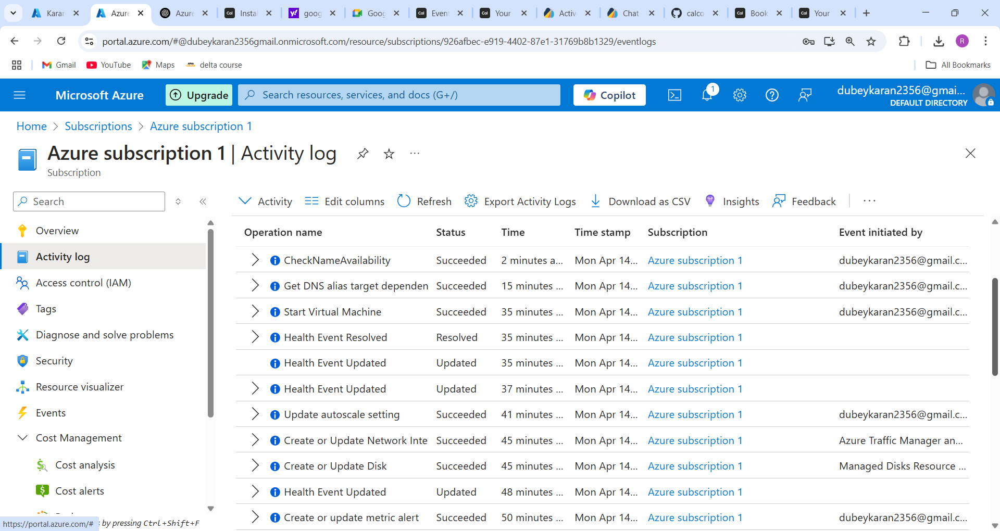 Karar
Azure
Azure
Instal
goog
Goog
Event
Your
Activ
Chat
calco
Book
Your
portal.azure.com/#@dubeykaran2356gmail.onmicrosoft.com/resource/subscriptions/926afbec-e919-4402-87e1-31769b8b1329/eventlogs
R
Gmail
YouTube
Maps
delta course
All Bookmarks
Microsoft Azure
Upgrade
Search resources, services, and docs (G+/)
Copilot
1
dubeykaran2356@gmai...
DEFAULT DIRECTORY
Home > Subscriptions > Azure subscription 1
Azure subscription 1 | Activity log
Subscription
Search
Activity
Edit columns
Refresh
Export Activity Logs
Download as CSV
Insights
Feedback
Overview
Activity log
Access control (IAM)
Tags
Diagnose and solve problems
Security
Resource visualizer
Events
Cost Management
Cost analysis
Cost alerts
https://portal.azure.com/# s by pressing Ctrl+Shift+F
Operation name Status Time Time stamp Subscription Event initiated by
CheckNameAvailability Succeeded 2 minutes a... Mon Apr 14... Azure subscription 1 dubeykaran2356@gmail.c...
Get DNS alias target dependen Succeeded 15 minutes ... Mon Apr 14... Azure subscription 1 dubeykaran2356@gmail.c...
Start Virtual Machine Succeeded 35 minutes ... Mon Apr 14... Azure subscription 1 dubeykaran2356@gmail.c...
Health Event Resolved Resolved 35 minutes ... Mon Apr 14... Azure subscription 1
Health Event Updated Updated 35 minutes ... Mon Apr 14... Azure subscription 1
Health Event Updated Updated 37 minutes ... Mon Apr 14... Azure subscription 1
Update autoscale setting Succeeded 41 minutes ... Mon Apr 14... Azure subscription 1 dubeykaran2356@gmail.c...
Create or Update Network Inte Succeeded 45 minutes ... Mon Apr 14... Azure subscription 1 Azure Traffic Manager an...
Create or Update Disk Succeeded 45 minutes ... Mon Apr 14... Azure subscription 1 Managed Disks Resource ...
Health Event Updated Updated 48 minutes ... Mon Apr 14... Azure subscription 1
Create or update metric alert Succeeded 50 minutes ... Mon Apr 14... Azure subscription 1 dubeykaran2356@gmail.c...